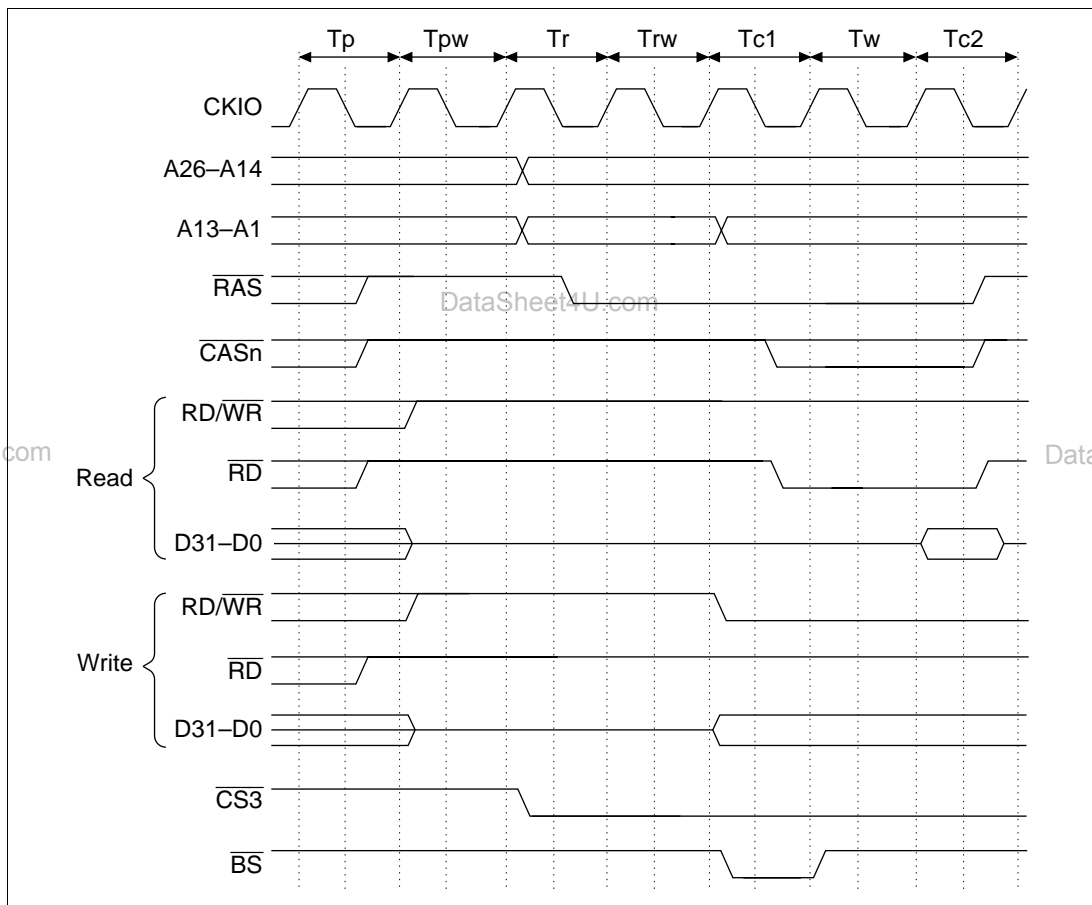 Tp Tpw Tr Trw Tc1 Tw Tc2
CKIO
A26–A14
A13–A1
RAS
DataSheet4U.com
CASn
RD/WR
.com
Data
Read
RD
D31–D0
RD/WR
Write
RD
D31–D0
CS3
BS